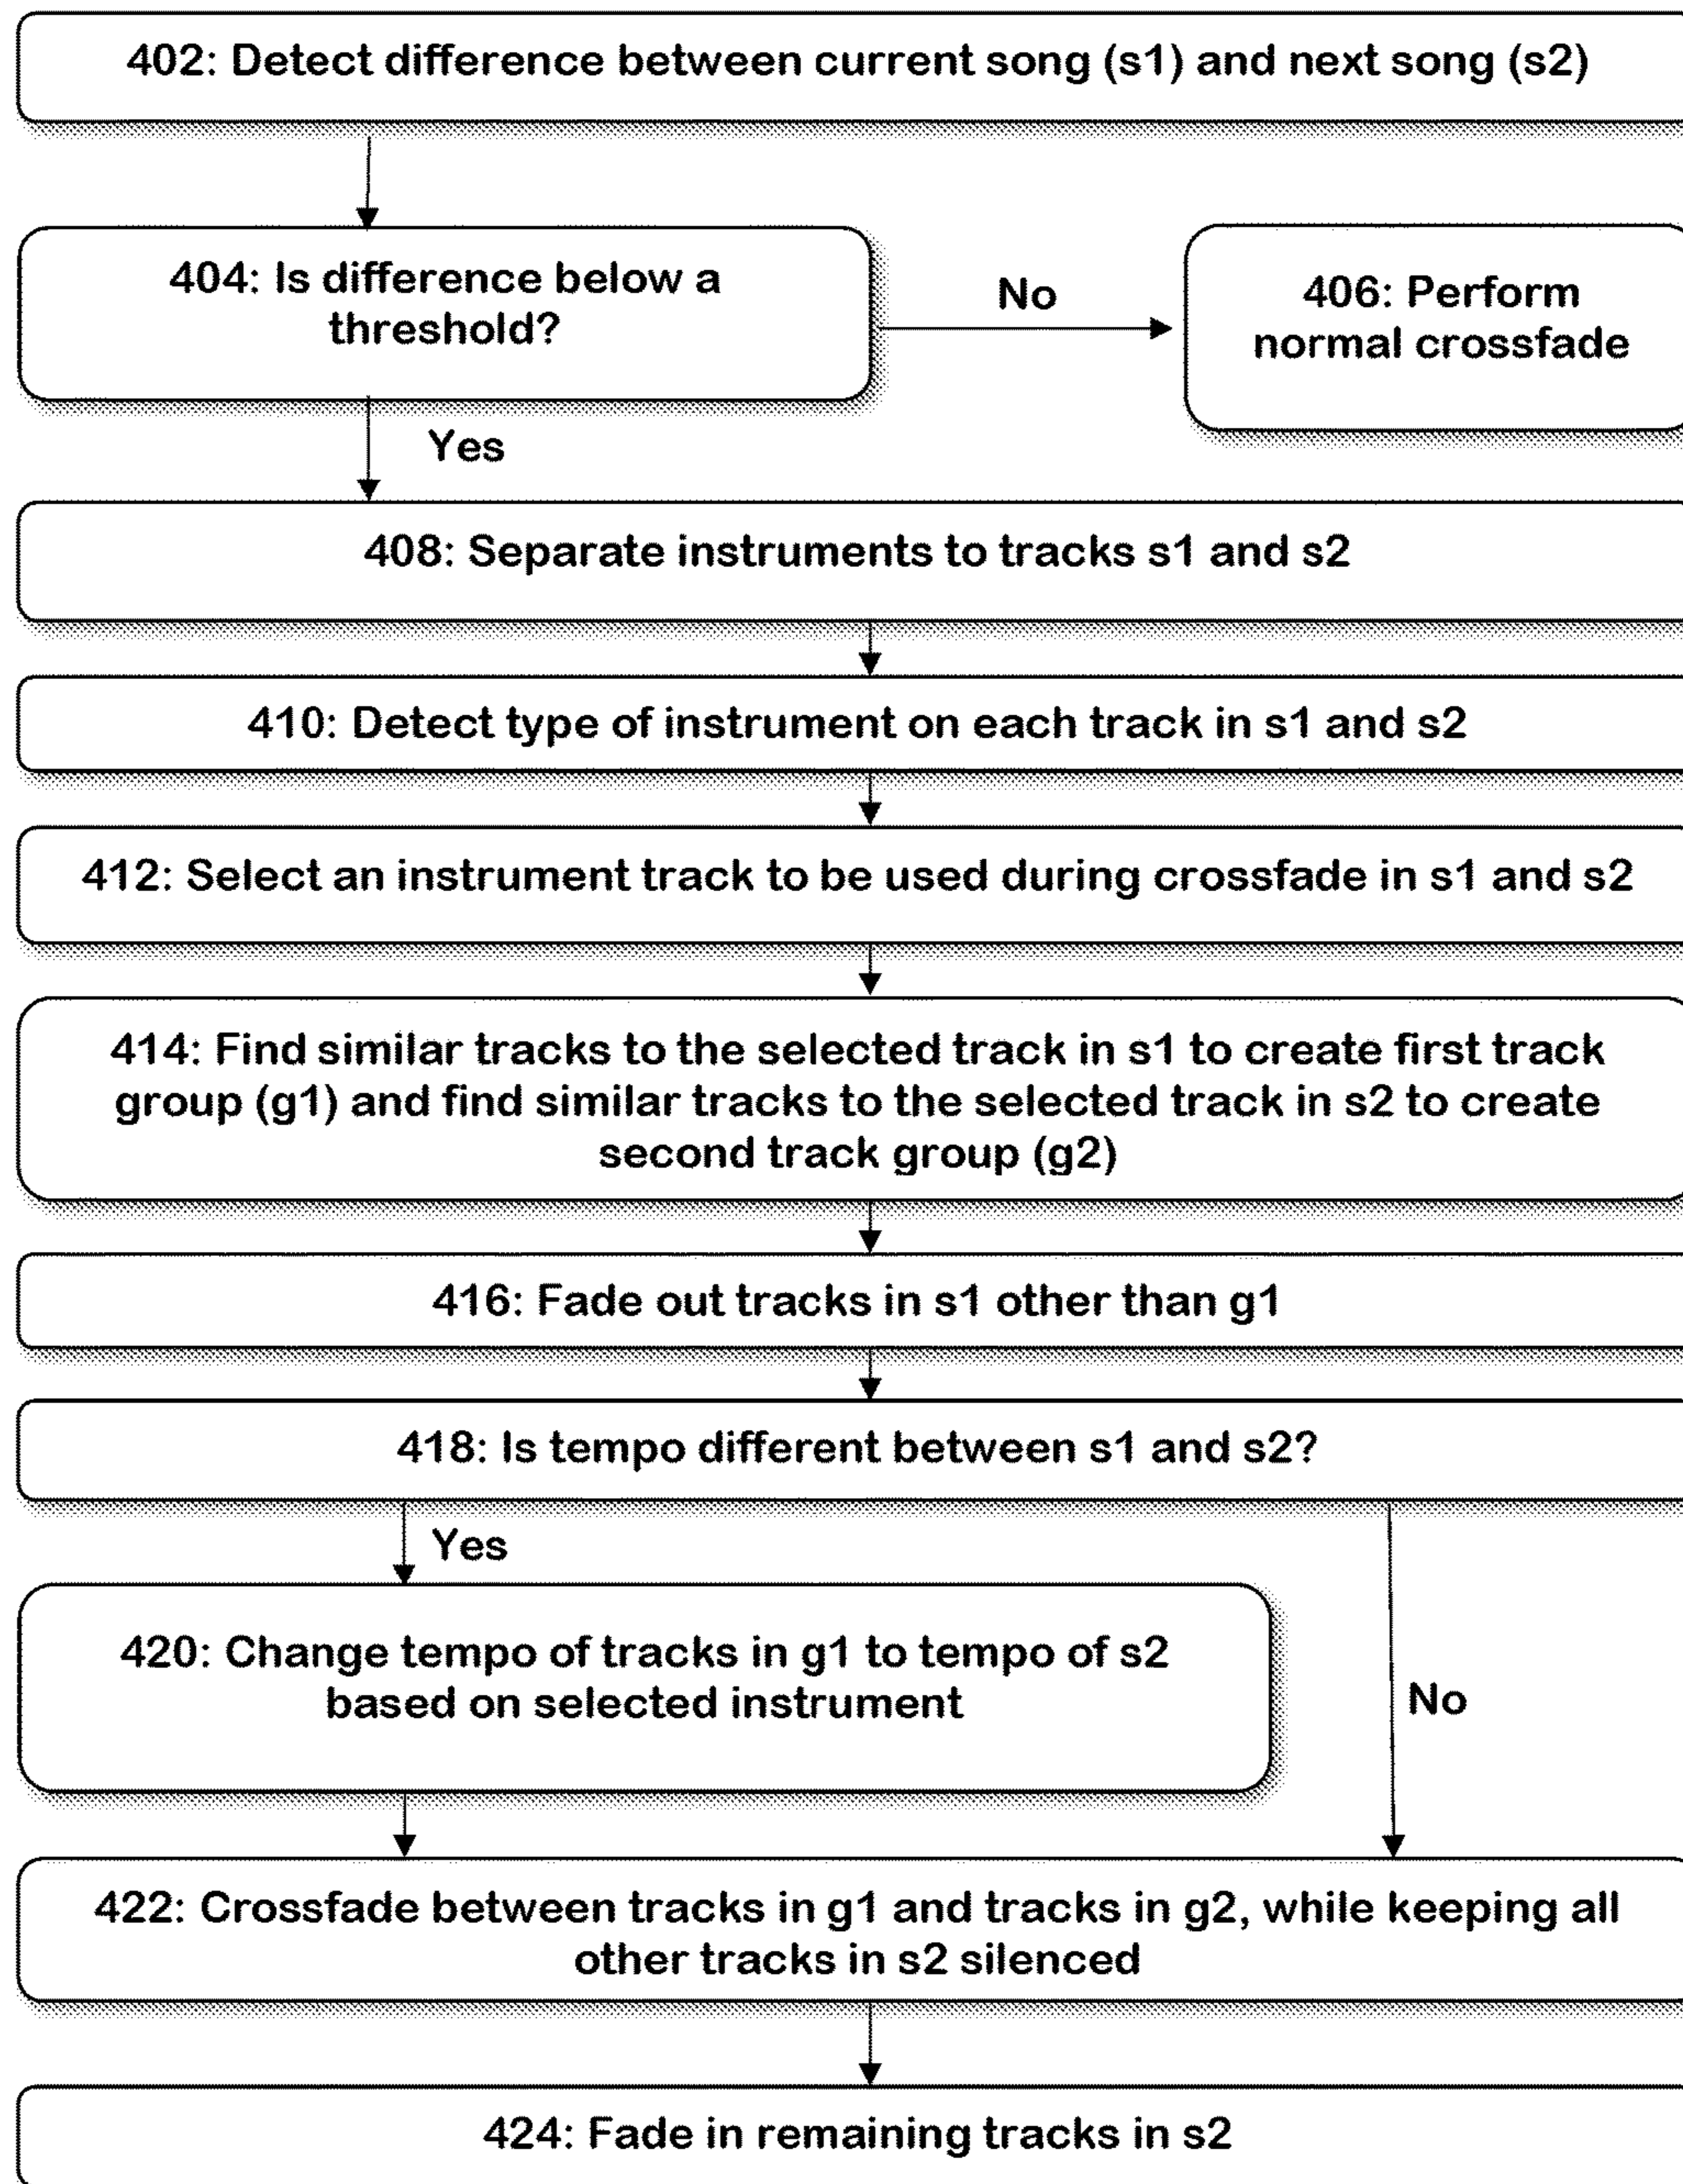 402: Detect difference between current song (s1) and next song (s2)
404: Is difference below a
threshold?
No
406: Perform
normal crossfade
Yes
408: Separate instruments to tracks s1 and s2
410: Detect type of instrument on each track in s1 and s2
412: Select an instrument track to be used during crossfade in s1 and s2
414: Find similar tracks to the selected track in s1 to create first track
group (g1) and find similar tracks to the selected track in s2 to create
second track group (g2)
416: Fade out tracks in s1 other than g1
418: Is tempo different between s1 and s2?
Yes
420: Change tempo of tracks in g1 to tempo of s2
based on selected instrument
No
422: Crossfade between tracks in g1 and tracks in g2, while keeping all
other tracks in s2 silenced
424: Fade in remaining tracks in s2